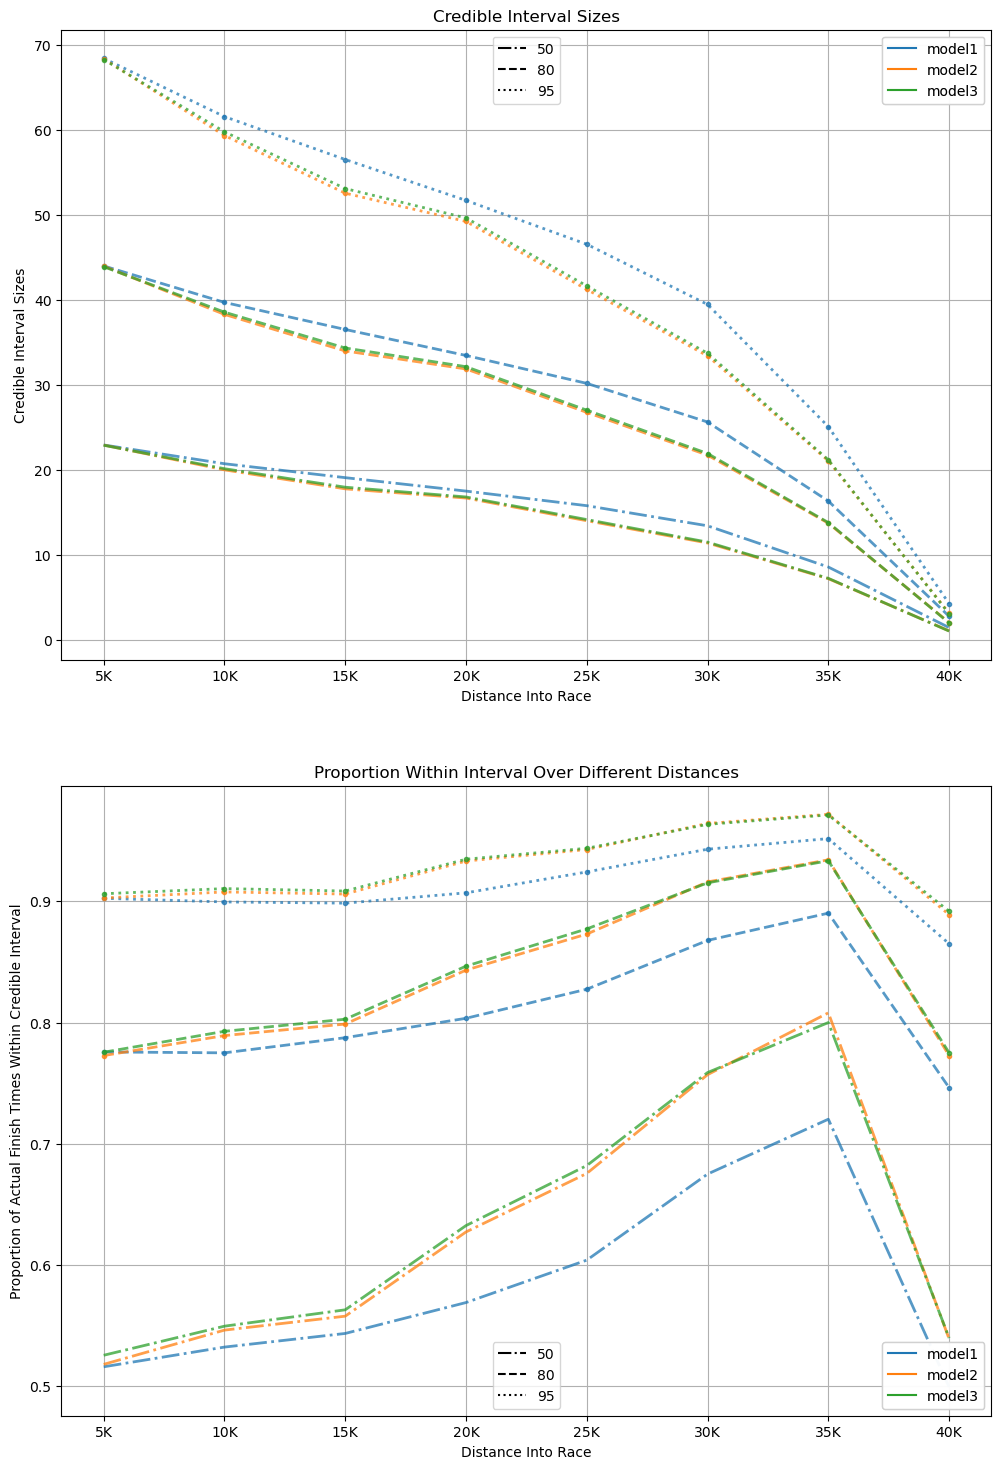 Credible Interval Sizes
Credible Interval Sizes
70
60
50
40
30
20
10
0
50
80
95
model1
model2
model3
5K 10K 15K 20K 25K 30K 35K 40K
Distance Into Race
Proportion Within Interval Over Different Distances
Proportion of Actual Finish Times Within Credible Interval
0.9
0.8
0.7
0.6
0.5
50
80
95
model1
model2
model3
5K 10K 15K 20K 25K 30K 35K 40K
Distance Into Race